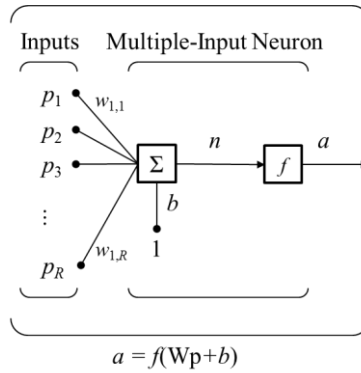 Inputs Multiple-Input Neuron
p1 w1,1
p2
p3 Σ n f a
⋮ b
pR w1,R 1
a = f(Wp+b)